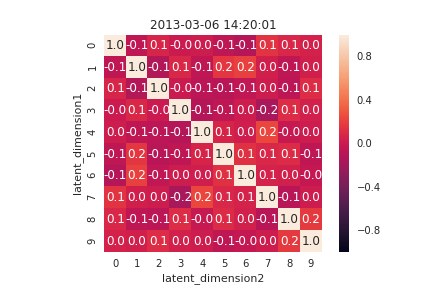 2013-03-06 14:20:01
latent_dimension1
0 1.0 -0.1 0.1 -0.0 0.0 -0.1 -0.1 0.1 0.1 0.0
1 -0.1 1.0 -0.1 0.1 -0.1 0.2 0.2 0.0 -0.1 0.0
2 0.1 -0.1 1.0 -0.0 -0.1 -0.1 -0.1 0.0 -0.1 0.1
3 -0.0 0.1 -0.0 1.0 -0.1 -0.1 0.0 -0.2 0.1 0.0
4 0.0 -0.1 -0.1 -0.1 1.0 0.1 0.0 0.2 -0.0 0.0
5 -0.1 0.2 -0.1 -0.1 0.1 1.0 0.1 0.1 0.1 -0.1
6 -0.1 0.2 -0.1 0.0 0.0 0.1 1.0 0.1 0.0 -0.0
7 0.1 0.0 0.0 -0.2 0.2 0.1 0.1 1.0 -0.1 0.0
8 0.1 -0.1 -0.1 0.1 -0.0 0.1 0.0 -0.1 1.0 0.2
9 0.0 0.0 0.1 0.0 0.0 -0.1 -0.0 0.0 0.2 1.0
0 1 2 3 4 5 6 7 8 9
latent_dimension2
0.8
0.4
0.0
-0.4
-0.8